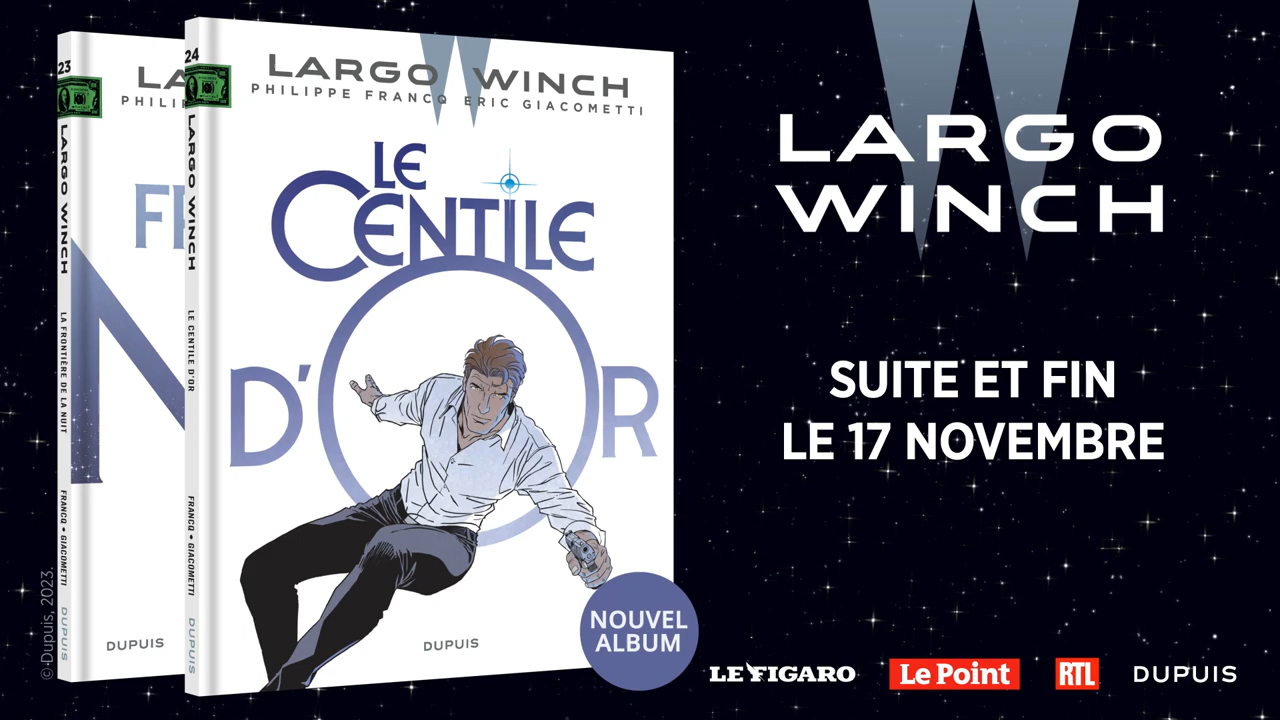 23
LA
PHILI
FR
N
LARGO WINCH
LA FRONTIÈRE DE LA NUIT
FRANCQ • GIACOMETTI
DUPUIS
DUPUIS
24
LARGO WINCH
LE CENTILE D'OR
FRANCQ • GIACOMETTI
DUPUIS
LARGO WINCH
PHILIPPE FRANCQ ERIC GIACOMETTI
LE
CENTILE
D'OR
DUPUIS
NOUVEL
ALBUM
LARGO
WINCH
SUITE ET FIN
LE 17 NOVEMBRE
LE FIGARO
Le Point
RTL
DUPUIS
© Dupuis, 2023.